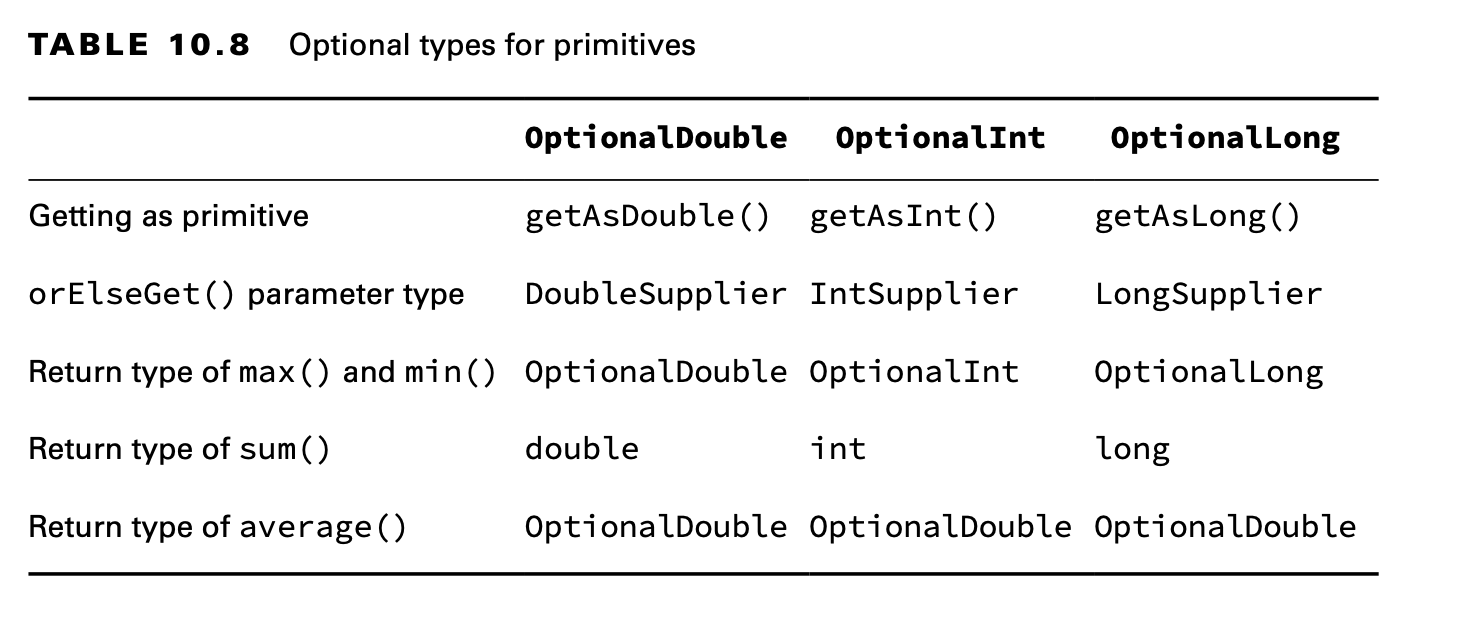 TABLE 10.8 Optional types for primitives
OptionalDouble OptionalInt OptionalLong
Getting as primitive getAsDouble() getAsInt() getAsLong()
orElseGet() parameter type DoubleSupplier IntSupplier LongSupplier
Return type of max() and min() OptionalDouble OptionalInt OptionalLong
Return type of sum() double int long
Return type of average() OptionalDouble OptionalDouble OptionalDouble